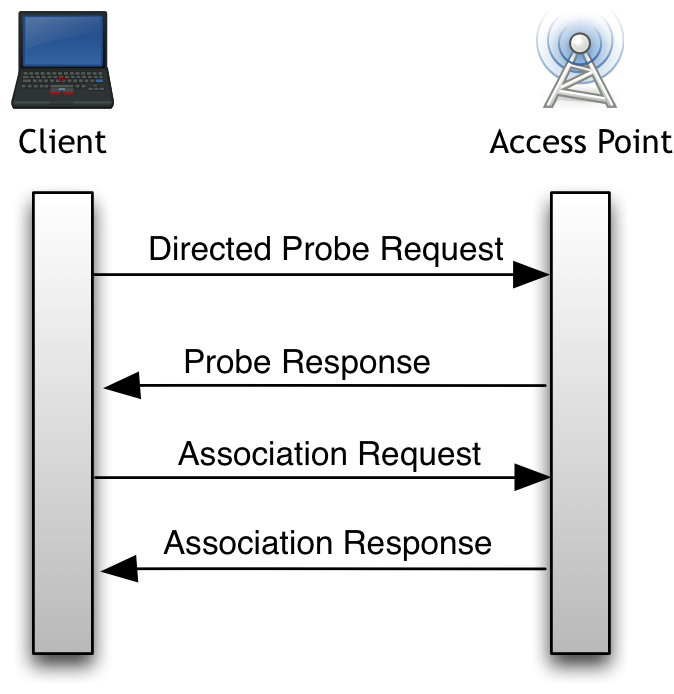 Client
Access Point
Directed Probe Request
Probe Response
Association Request
Association Response